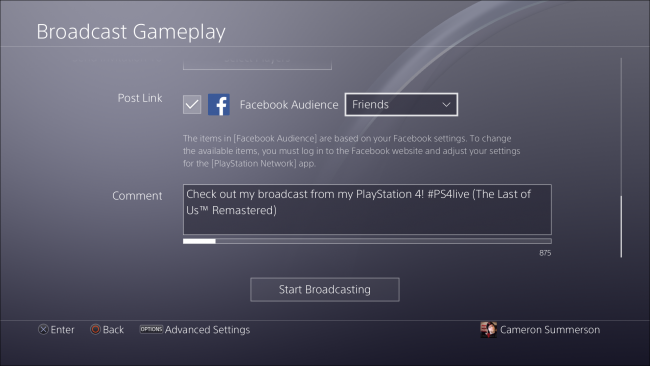 Broadcast Gameplay
Post Link
Facebook Audience
Friends
The items in [Facebook Audience] are based on your Facebook settings. To change
the available items, you must log in to the Facebook website and adjust your settings
for the [PlayStation Network] app.
Comment
Check out my broadcast from my PlayStation 4! #PS4live (The Last of
Us™ Remastered)
875
Start Broadcasting
Enter
Back
OPTIONS Advanced Settings
Cameron Summerson